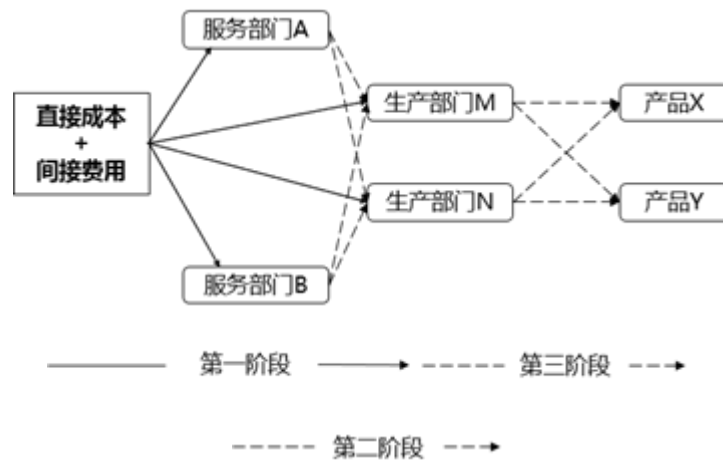 服务部门A
直接成本
+
间接费用
生产部门M
产品X
生产部门N
产品Y
服务部门B
第一阶段
第三阶段
第二阶段